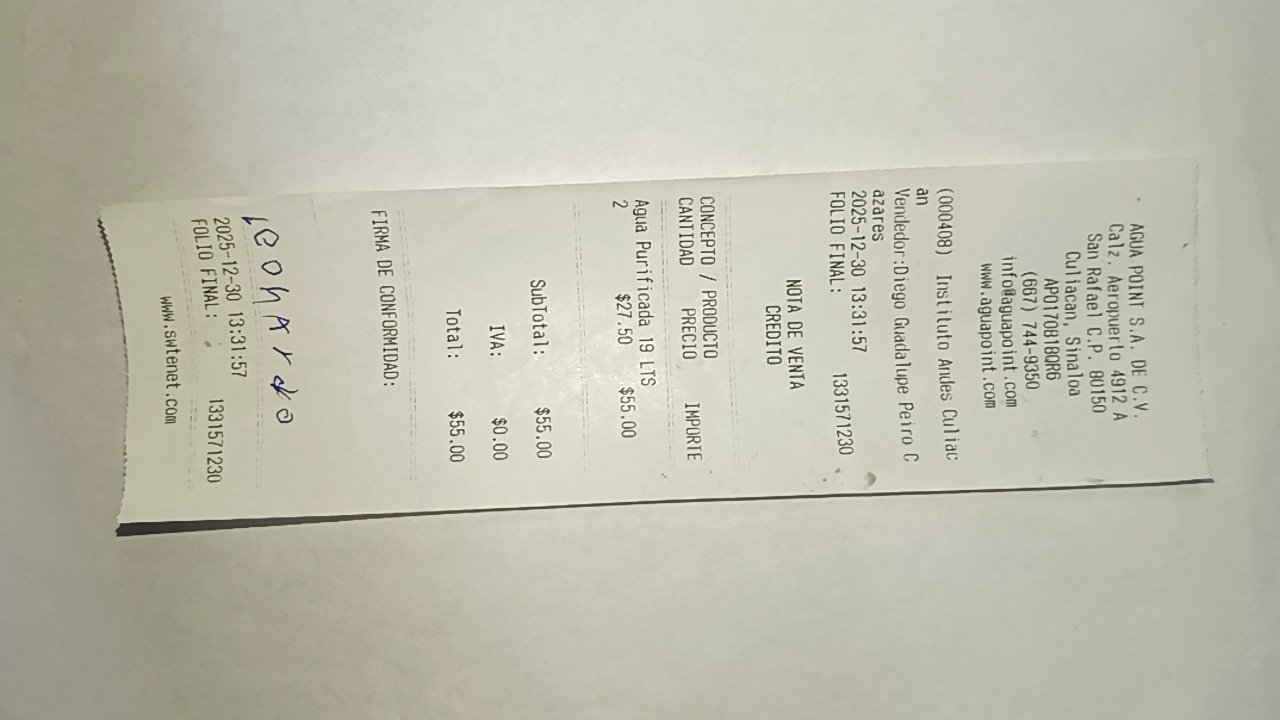 AGUA POINT S.A. DE C.V.
Calz. Aeropuerto 4912 A
San Rafael C.P. 80150
Culiacan, Sinaloa
APO170818QR6
(667) 744-9350
info@aguapoint.com
www.aguapoint.com
(000408). Instituto Andes Culiac
an
Vendedor:Diego Guadalupe Peiro C
azares
2025-12-30 13:31:57
FOLIO FINAL: 1331571230
NOTA DE VENTA
CREDITO
CONCEPTO / PRODUCTO
CANTIDAD PRECIO IMPORTE
Agua Purificada 19 LTS
2 $27.50 $55.00
SubTotal: $55.00
IVA: $0.00
Total: $55.00
FIRMA DE CONFORMIDAD:
leonardo
2025-12-30 13:31:57
FOLIO FINAL: 1331571230
www.swtenet.com